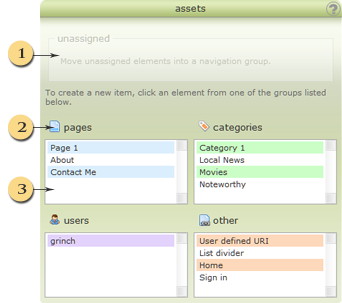 assets
?
1
unassigned
Move unassigned elements into a navigation group.
To create a new item, click an element from one of the groups listed
below.
2
pages
categories
3
Page 1
About
Contact Me
Category 1
Local News
Movies
Noteworthy
users
other
grinch
User defined URI
List divider
Home
Sign in